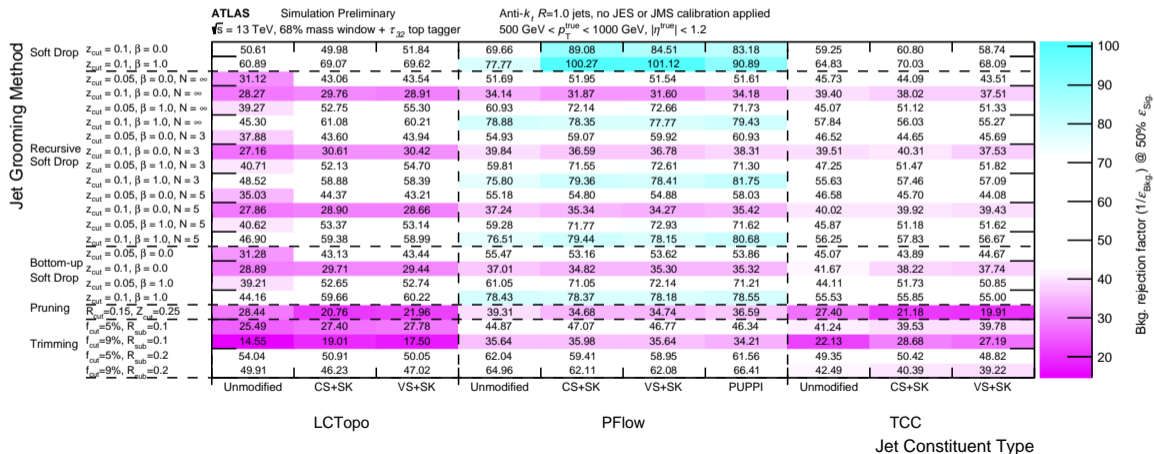 ATLAS Simulation Preliminary Anti-kt R=1.0 jets, no JES or JMS calibration applied
√s = 13 TeV, 68% mass window + τ32 top tagger 500 GeV < pT^true < 1000 GeV, |η^true| < 1.2
Jet Grooming Method
Soft Drop
zcut = 0.1, β = 0.0 50.61 49.98 51.84 69.66 89.08 84.51 83.18 59.25 60.80 58.74
zcut = 0.1, β = 1.0 60.89 69.07 69.62 77.77 100.27 101.12 90.89 64.83 70.03 68.09
Recursive Soft Drop
zcut = 0.05, β = 0.0, N = ∞ 31.12 43.06 43.54 51.69 51.95 51.54 51.61 45.73 44.09 43.51
zcut = 0.1, β = 0.0, N = ∞ 28.27 29.76 28.91 34.14 31.87 31.60 34.18 39.40 38.02 37.51
zcut = 0.05, β = 1.0, N = ∞ 39.27 52.75 55.30 60.93 72.14 72.66 71.73 45.07 51.12 51.33
zcut = 0.1, β = 1.0, N = ∞ 45.30 61.08 60.21 78.88 78.35 77.77 79.43 57.84 56.03 55.27
zcut = 0.05, β = 0.0, N = 3 37.88 43.60 43.94 54.93 59.07 59.92 60.93 46.52 44.65 45.69
zcut = 0.1, β = 0.0, N = 3 27.16 30.61 30.42 39.84 36.59 36.78 38.31 39.51 40.31 37.53
zcut = 0.05, β = 1.0, N = 3 40.71 52.13 54.70 59.81 71.55 72.61 71.30 47.25 51.47 51.82
zcut = 0.1, β = 1.0, N = 3 48.52 58.88 58.39 75.80 79.36 78.41 81.75 55.63 57.46 57.09
zcut = 0.05, β = 0.0, N = 5 35.03 44.37 43.21 55.18 54.80 54.88 58.03 46.58 45.70 44.08
zcut = 0.1, β = 0.0, N = 5 27.86 28.90 28.66 37.24 35.34 34.27 35.42 40.02 39.92 39.43
zcut = 0.05, β = 1.0, N = 5 40.62 53.37 53.14 59.28 71.77 72.93 71.62 45.87 51.18 51.62
zcut = 0.1, β = 1.0, N = 5 46.90 59.38 58.99 76.51 79.44 78.15 80.68 56.25 57.83 56.67
Bottom-up Soft Drop
zcut = 0.05, β = 0.0 31.28 43.13 43.44 55.47 53.16 53.62 53.86 45.07 43.89 44.67
zcut = 0.1, β = 0.0 28.89 29.71 29.44 37.01 34.82 35.30 35.32 41.67 38.22 37.74
zcut = 0.05, β = 1.0 39.21 52.65 52.74 61.05 71.05 72.14 71.21 44.11 51.73 50.85
zcut = 0.1, β = 1.0 44.16 59.66 60.22 78.43 78.37 78.18 78.55 55.53 55.85 55.00
Pruning
Rcut=0.15, Zcut=0.25 28.44 20.76 21.96 39.31 34.68 34.74 36.59 27.40 21.18 19.91
Trimming
fcut=5%, Rsub=0.1 25.49 27.40 27.78 44.87 47.07 46.77 46.34 41.24 39.53 39.78
fcut=9%, Rsub=0.1 14.55 19.01 17.50 35.64 35.98 35.64 34.21 22.13 28.68 27.19
fcut=5%, Rsub=0.2 54.04 50.91 50.05 62.04 59.41 58.95 61.56 49.35 50.42 48.82
fcut=9%, Rsub=0.2 49.91 46.23 47.02 64.96 62.11 62.08 66.41 42.49 40.39 39.22
Unmodified CS+SK VS+SK Unmodified CS+SK VS+SK PUPPI Unmodified CS+SK VS+SK
LCTopo PFlow TCC
Jet Constituent Type
100
90
80
70
60
50
40
30
20
Bkg. rejection factor (1/εBkg.) @ 50% εSig.